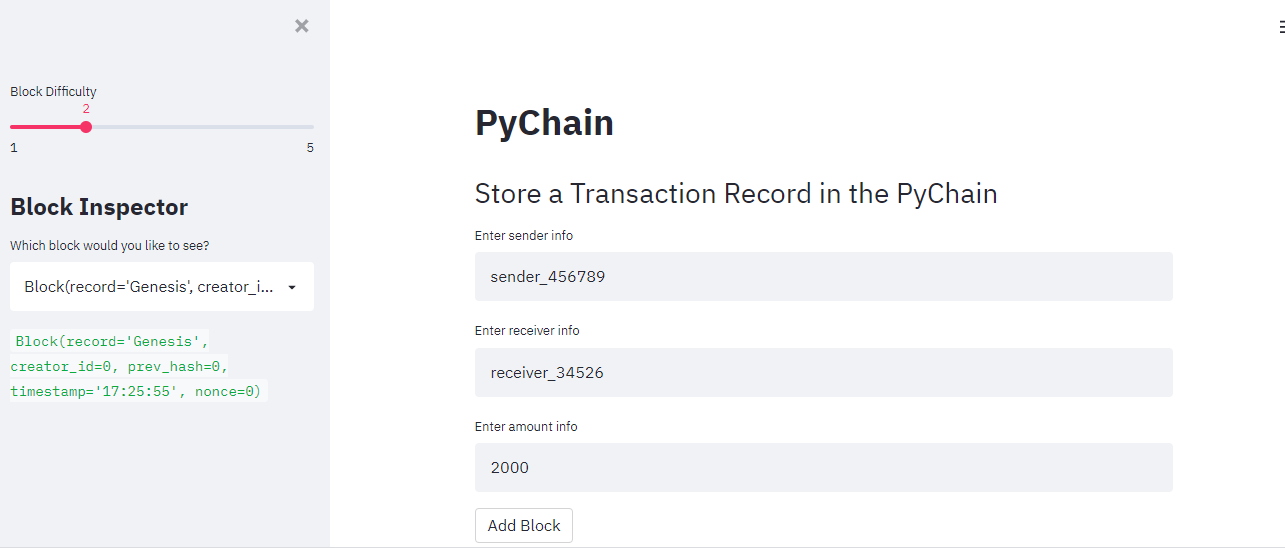 Block Difficulty
2
1 5
Block Inspector
Which block would you like to see?
Block(record='Genesis', creator_i...
Block(record='Genesis',
creator_id=0, prev_hash=0,
timestamp='17:25:55', nonce=0)
PyChain
Store a Transaction Record in the PyChain
Enter sender info
sender_456789
Enter receiver info
receiver_34526
Enter amount info
2000
Add Block